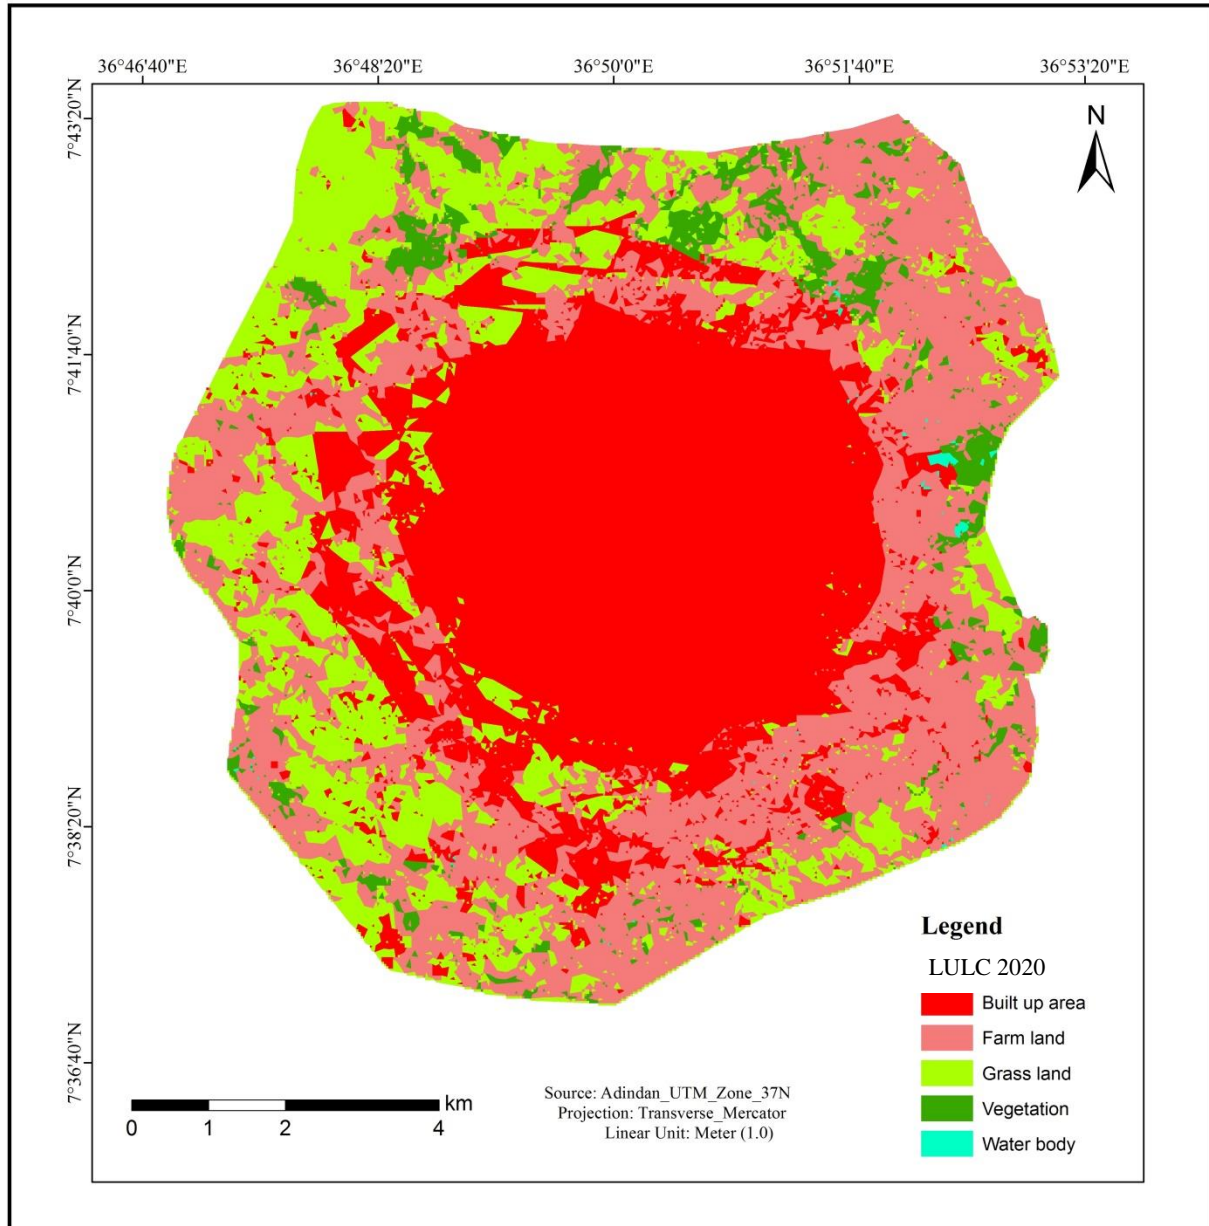 36°46'40"E 36°48'20"E 36°50'0"E 36°51'40"E 36°53'20"E
7°43'20"N
N
7°41'40"N
7°40'0"N
7°38'20"N
7°36'40"N
Legend
LULC 2020
Built up area
Farm land
Grass land
Vegetation
Water body
Source: Adindan_UTM_Zone_37N
Projection: Transverse_Mercator
Linear Unit: Meter (1.0)
km
0 1 2 4